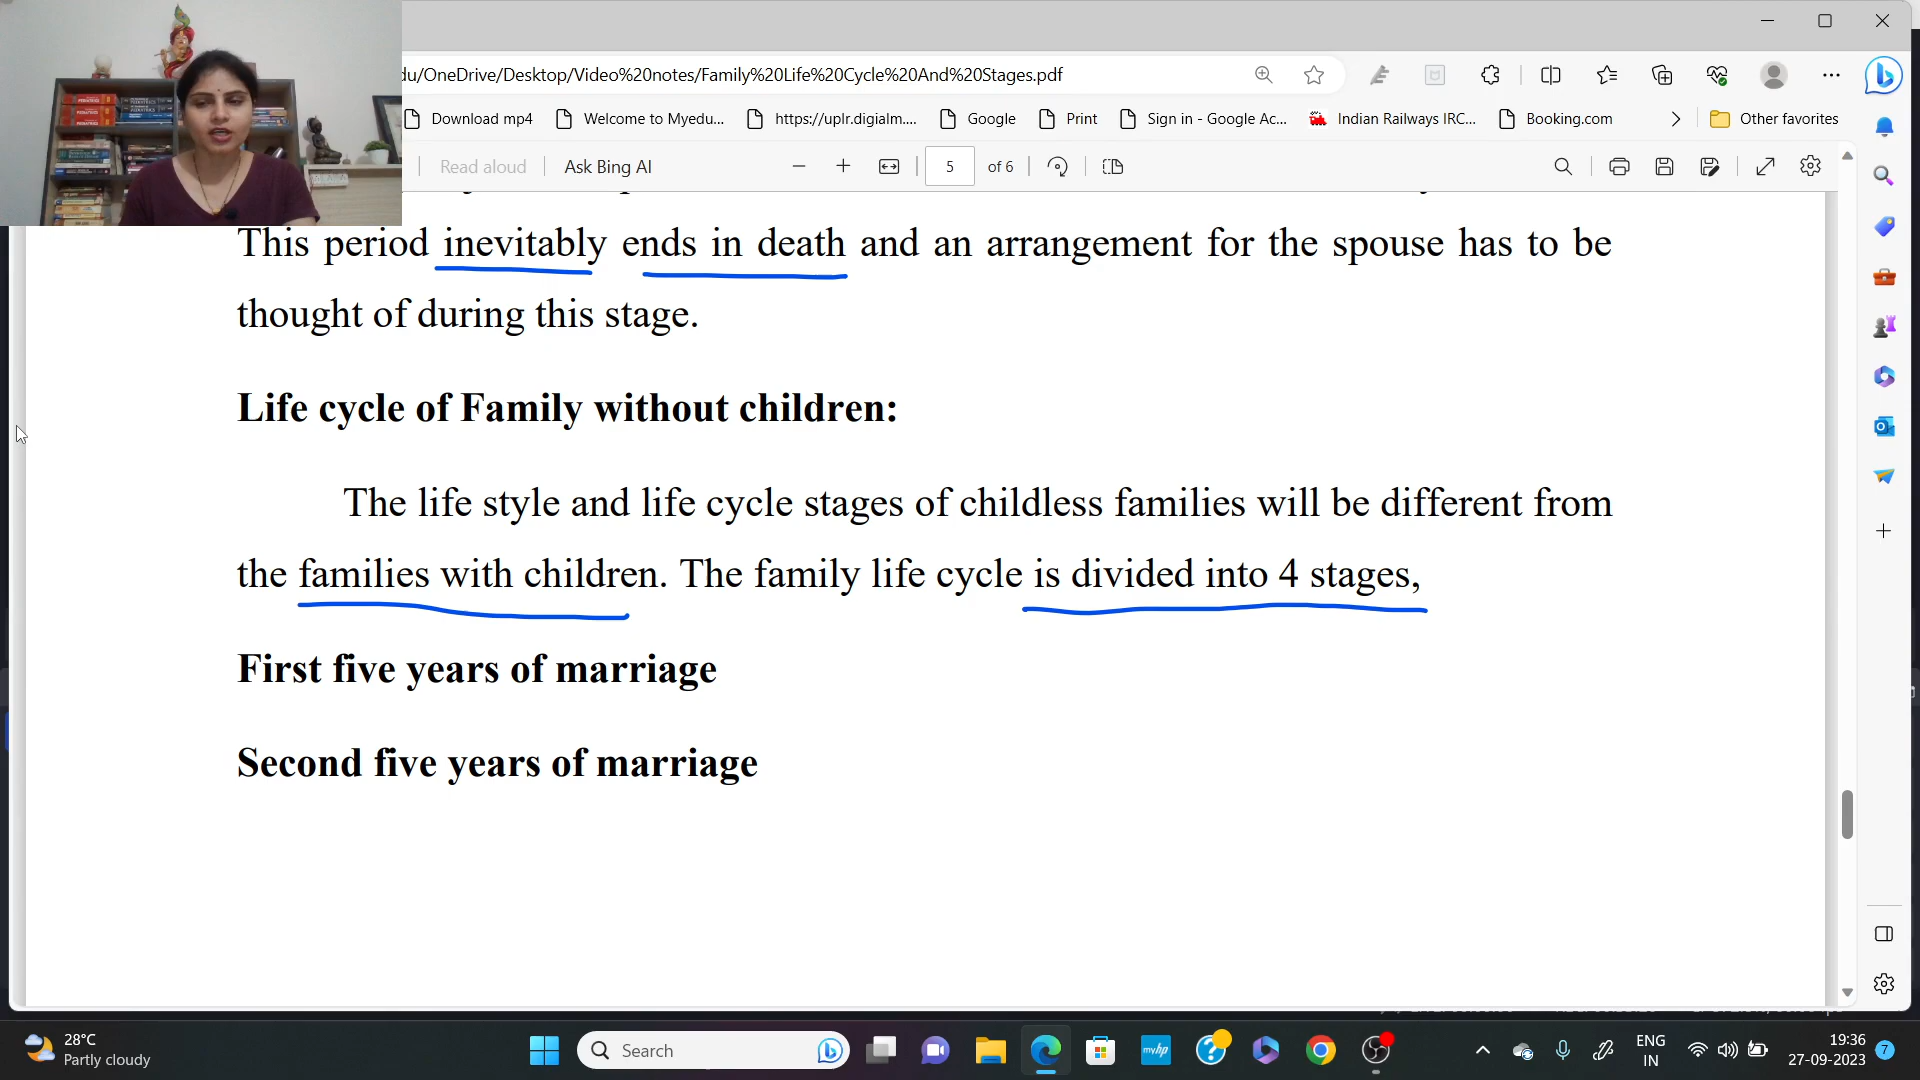 du/OneDrive/Desktop/Video%20notes/Family%20Life%20Cycle%20And%20Stages.pdf
Download mp4
Welcome to Myedu...
https://uplr.digialm....
Google
Print
Sign in - Google Ac...
Indian Railways IRC...
Booking.com
Other favorites
Read aloud
Ask Bing AI
5 of 6
This period inevitably ends in death and an arrangement for the spouse has to be
thought of during this stage.
Life cycle of Family without children:
The life style and life cycle stages of childless families will be different from
the families with children. The family life cycle is divided into 4 stages,
First five years of marriage
Second five years of marriage
28°C
Partly cloudy
Search
myhp
ENG
IN
19:36
27-09-2023
7